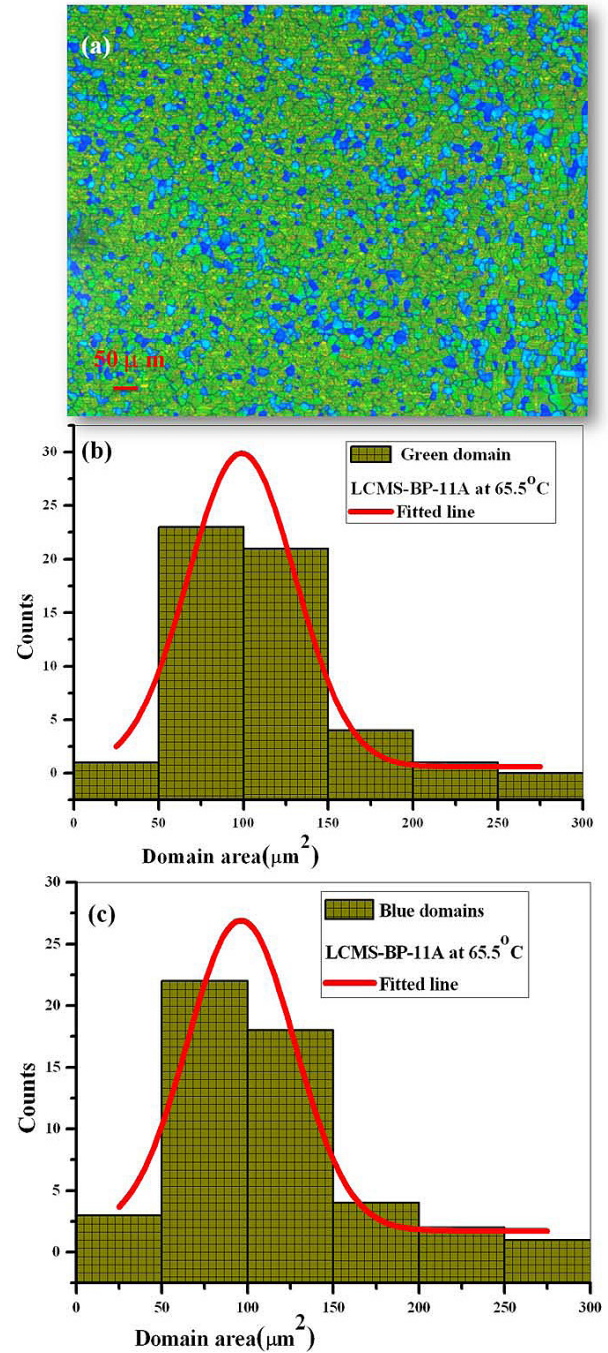 (a)
50 μ m
(b)
Green domain
LCMS-BP-11A at 65.5°C
Fitted line
Counts
30
25
20
15
10
5
0
0 50 100 150 200 250 300
Domain area(μm²)
(c)
Blue domains
LCMS-BP-11A at 65.5°C
Fitted line
Counts
30
25
20
15
10
5
0
0 50 100 150 200 250 300
Domain area(μm²)